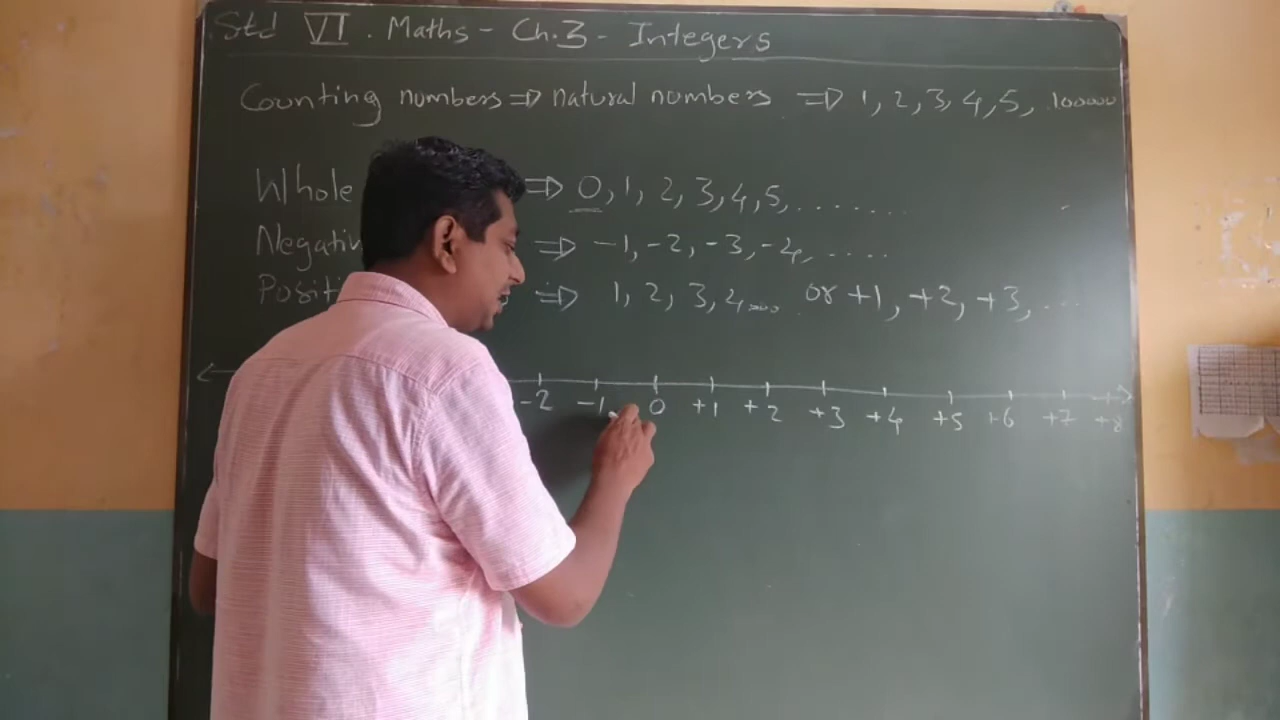 Std VI . Maths - Ch.3 - Integers
Counting numbers ⇒ natural numbers ⇒ 1, 2, 3, 4, 5, .100000
Whole ⇒ 0, 1, 2, 3, 4, 5, ........
⇒ -1, -2, -3, -4, .....
⇒ 1, 2, 3, 4.... or +1, +2, +3, ...
-2 -1 0 +1 +2 +3 +4 +5 +6 +7 +8